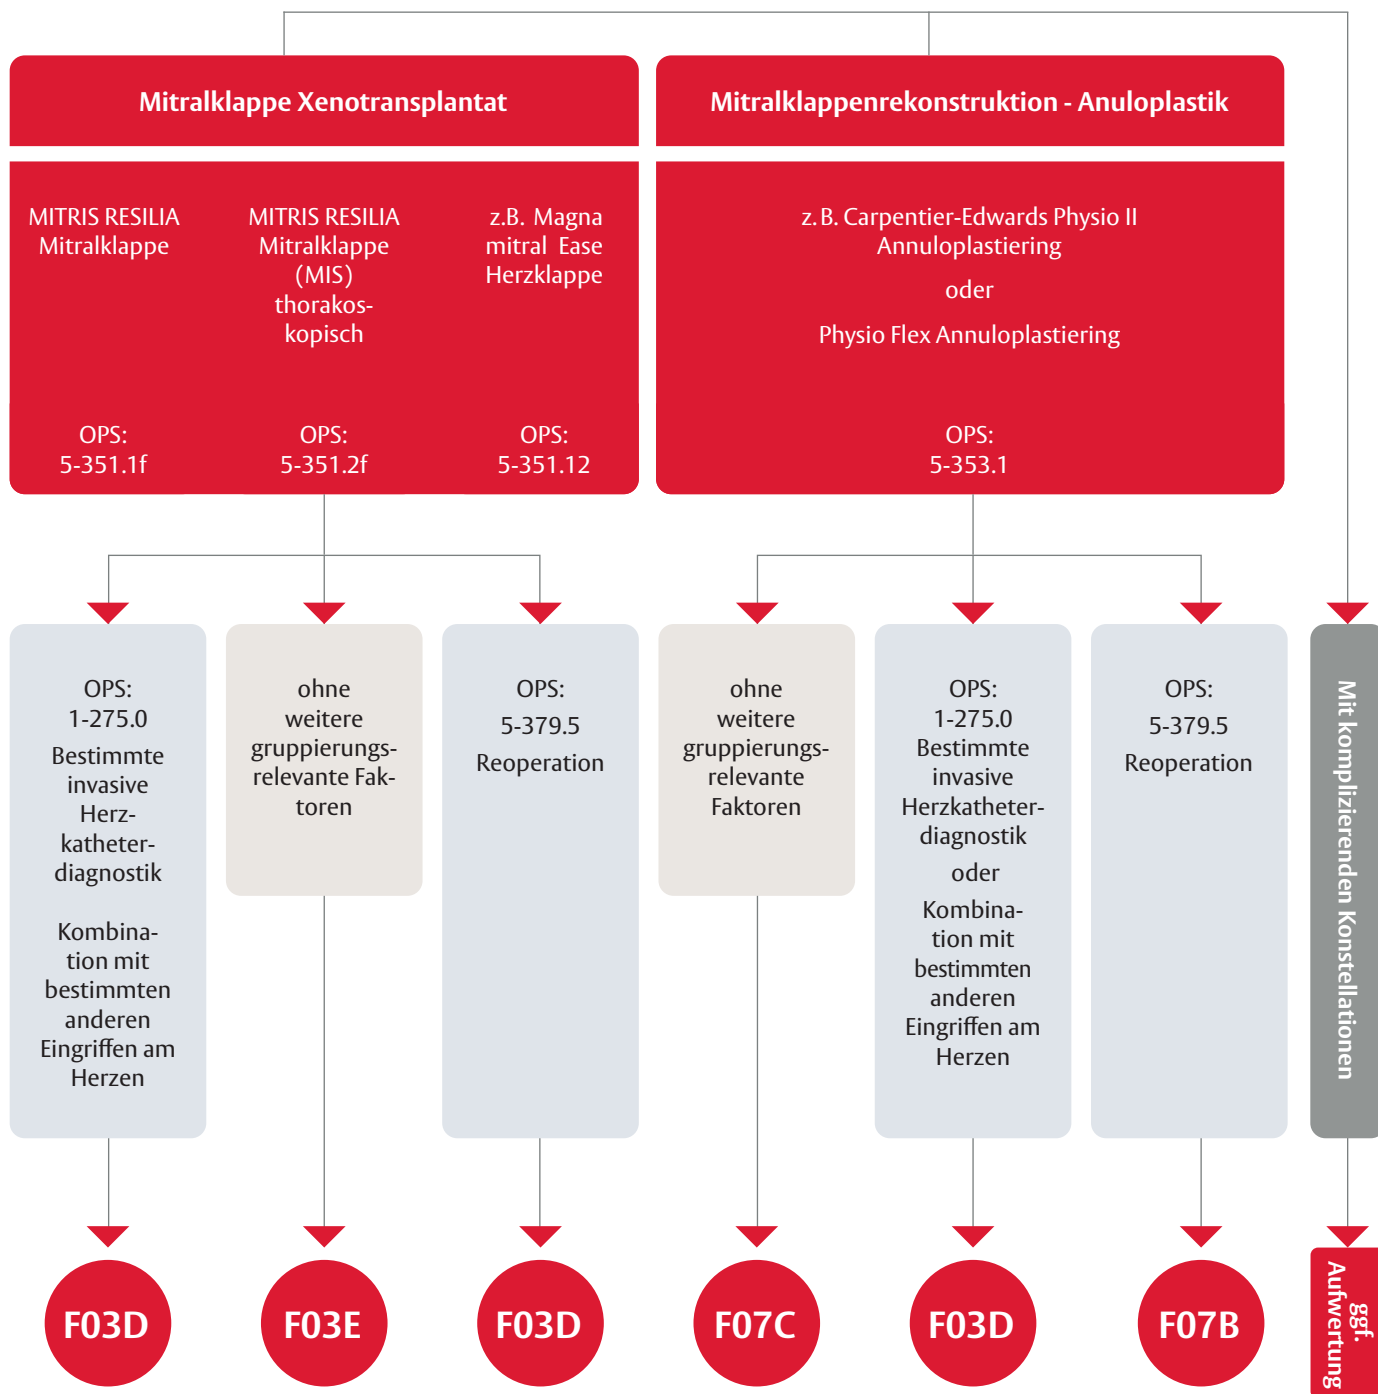 Mitralklappe Xenotransplantat
MITRIS RESILIA
Mitralklappe
OPS:
5-351.1f
MITRIS RESILIA
Mitralklappe
(MIS)
thorakos-
kopisch
OPS:
5-351.2f
z.B. Magna
mitral Ease
Herzklappe
OPS:
5-351.12
Mitralklappenrekonstruktion - Anuloplastik
z. B. Carpentier-Edwards Physio II
Annuloplastiering
oder
Physio Flex Annuloplastiering
OPS:
5-353.1
OPS:
1-275.0
Bestimmte
invasive
Herz-
katheter-
diagnostik
Kombina-
tion mit
bestimmten
anderen
Eingriffen am
Herzen
ohne
weitere
gruppierungs-
relevante Fak-
toren
OPS:
5-379.5
Reoperation
ohne
weitere
gruppierungs-
relevante
Faktoren
OPS:
1-275.0
Bestimmte
invasive
Herzkatheter-
diagnostik
oder
Kombina-
tion mit
bestimmten
anderen
Eingriffen am
Herzen
OPS:
5-379.5
Reoperation
Mit komplizierenden Konstellationen
F03D
F03E
F03D
F07C
F03D
F07B
ggf.
Aufwertung